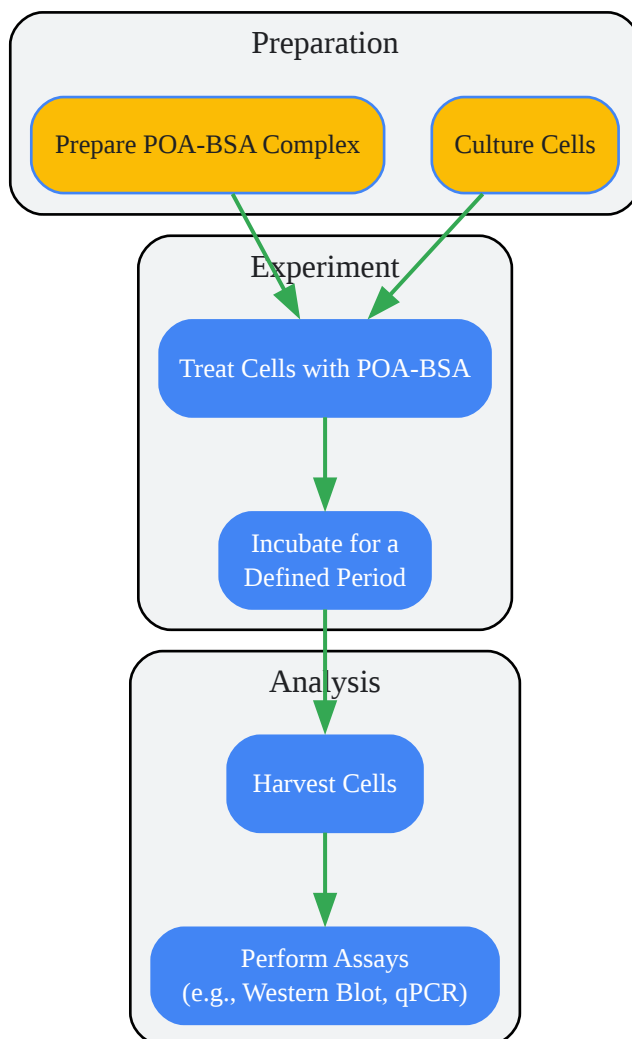 Preparation
Prepare POA-BSA Complex
Culture Cells
Experiment
Treat Cells with POA-BSA
Incubate for a
Defined Period
Analysis
Harvest Cells
Perform Assays
(e.g., Western Blot, qPCR)